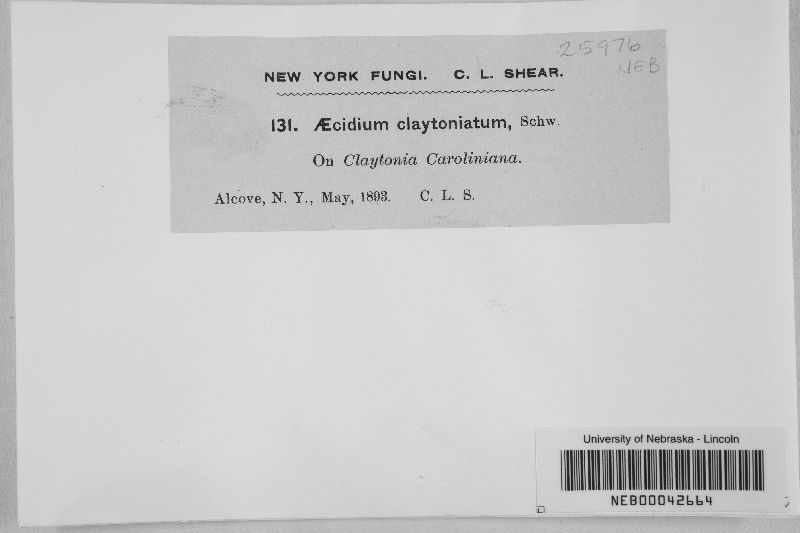 25976
NEB
NEW YORK FUNGI. C. L. SHEAR.
131. Æcidium claytoniatum, Schw.
On Claytonia Caroliniana.
Alcove, N. Y., May, 1893. C. L. S.
University of Nebraska - Lincoln
NEB00042664